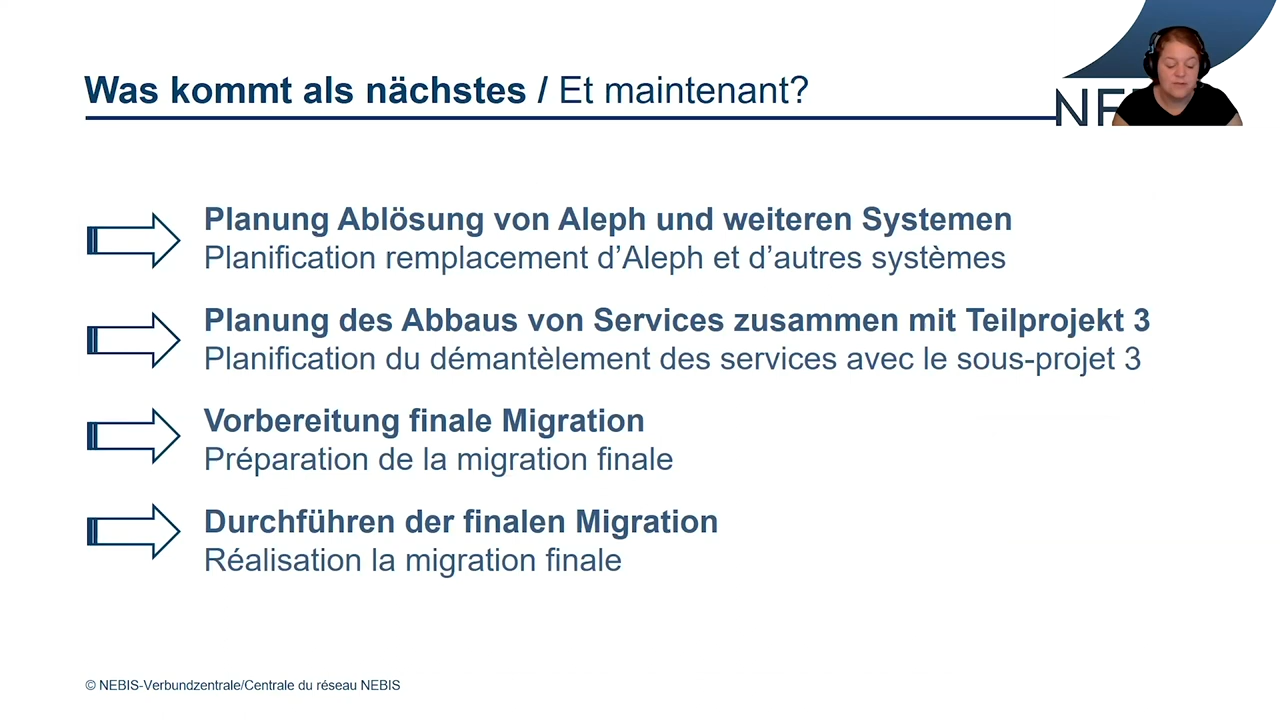 Was kommt als nächstes / Et maintenant?
Planung Ablösung von Aleph und weiteren Systemen
Planification remplacement d’Aleph et d’autres systèmes
Planung des Abbaus von Services zusammen mit Teilprojekt 3
Planification du démantèlement des services avec le sous-projet 3
Vorbereitung finale Migration
Préparation de la migration finale
Durchführen der finalen Migration
Réalisation la migration finale
© NEBIS-Verbundzentrale/Centrale du réseau NEBIS